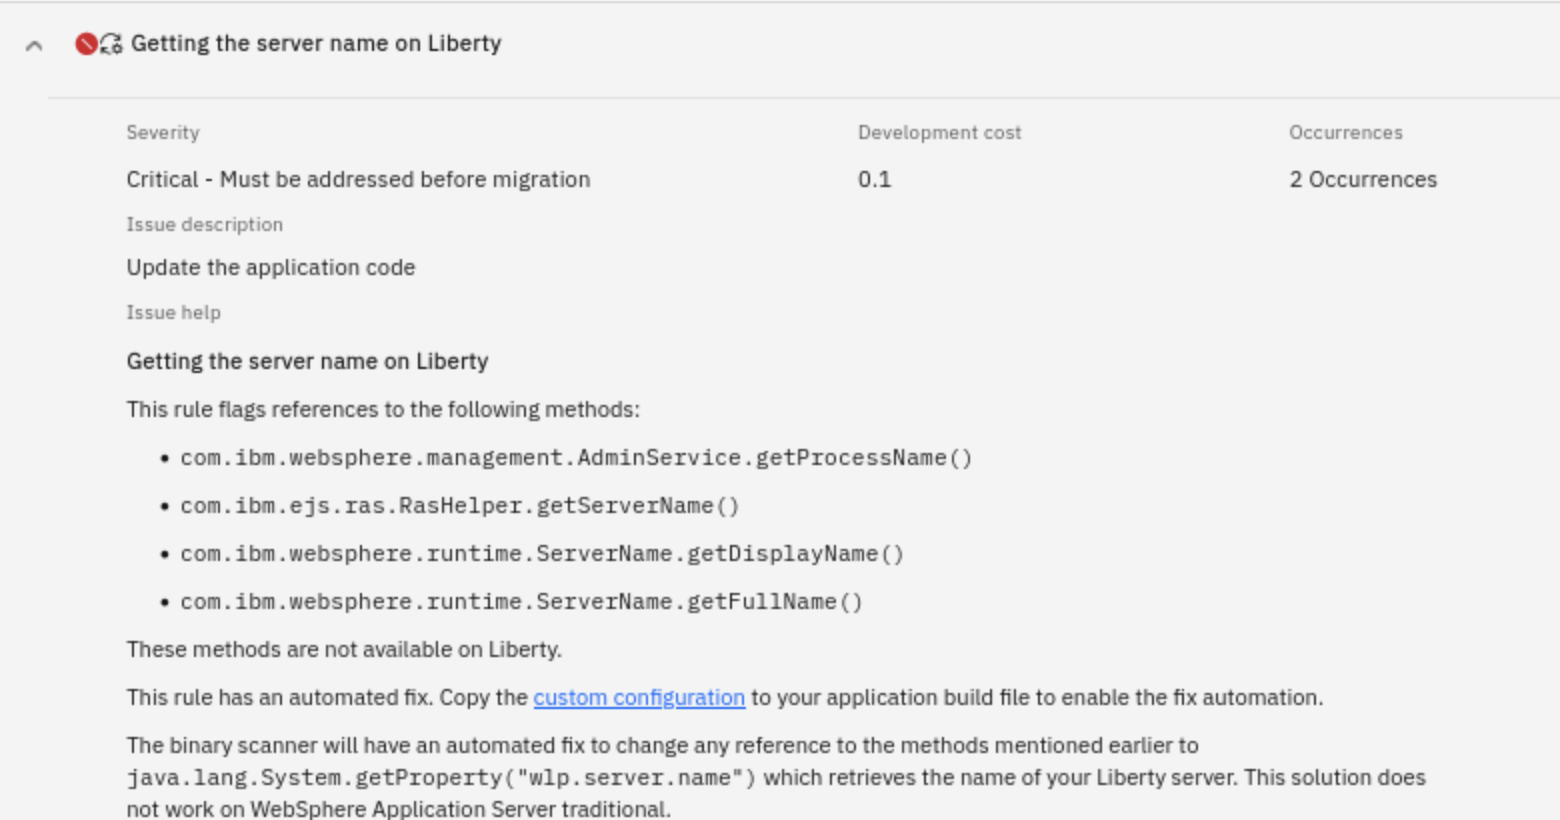 Getting the server name on Liberty
Severity
Development cost
Occurrences
Critical - Must be addressed before migration
0.1
2 Occurrences
Issue description
Update the application code
Issue help
Getting the server name on Liberty
This rule flags references to the following methods:
• com.ibm.websphere.management.AdminService.getProcessName()
• com.ibm.ejs.ras.RasHelper.getServerName()
• com.ibm.websphere.runtime.ServerName.getDisplayName()
• com.ibm.websphere.runtime.ServerName.getFullName()
These methods are not available on Liberty.
This rule has an automated fix. Copy the custom configuration to your application build file to enable the fix automation.
The binary scanner will have an automated fix to change any reference to the methods mentioned earlier to
java.lang.System.getProperty("wlp.server.name") which retrieves the name of your Liberty server. This solution does
not work on WebSphere Application Server traditional.